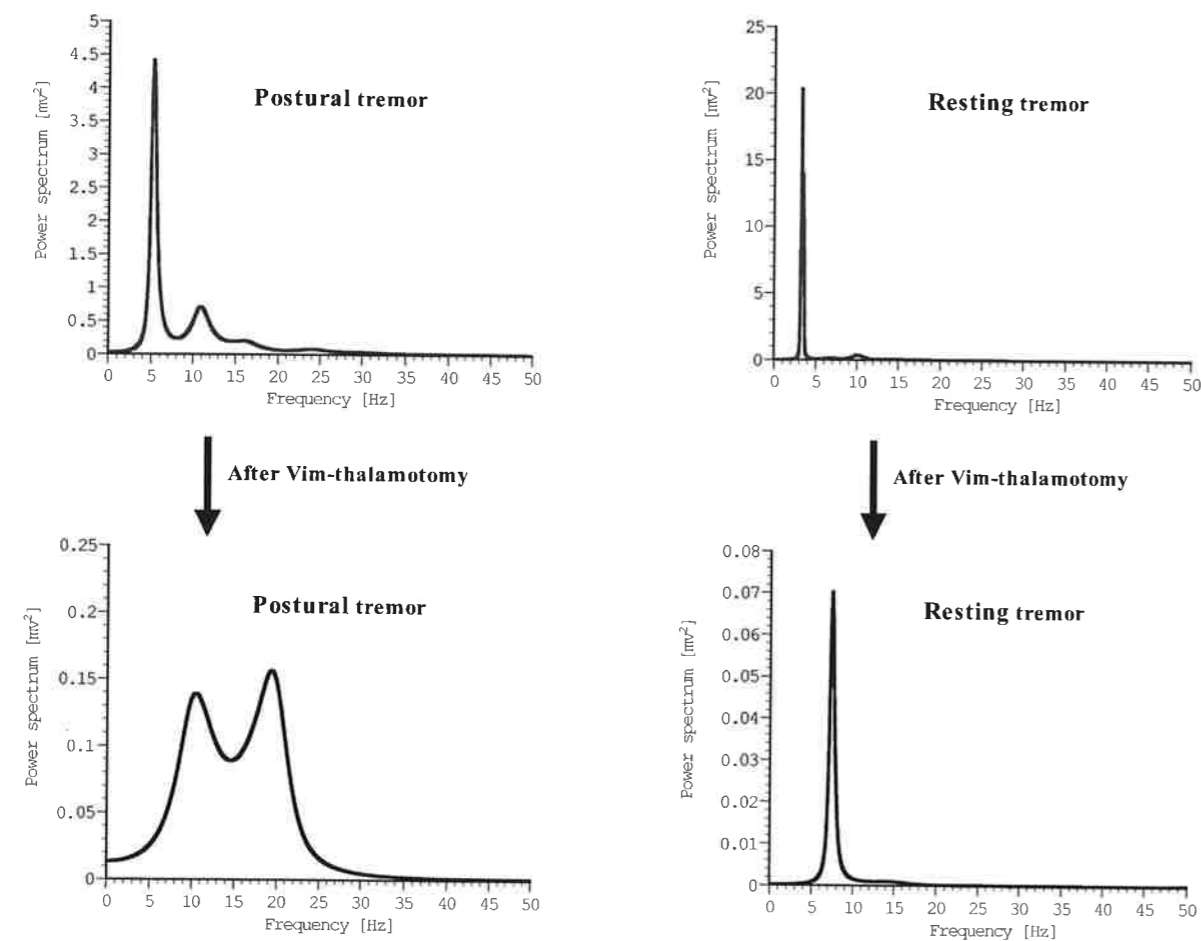 5
4.5
4
3.5
3
2.5
2
1.5
1
0.5
0
Power spectrum [mv²]
Postural tremor
0 5 10 15 20 25 30 35 40 45 50
Frequency [Hz]
25
20
15
10
5
0
Power spectrum [mv²]
Resting tremor
0 5 10 15 20 25 30 35 40 45 50
Frequency [Hz]
After Vim-thalamotomy
After Vim-thalamotomy
0.25
0.2
0.15
0.1
0.05
0
Power spectrum [mv²]
Postural tremor
0 5 10 15 20 25 30 35 40 45 50
Frequency [Hz]
0.08
0.07
0.06
0.05
0.04
0.03
0.02
0.01
0
Power spectrum [mv²]
Resting tremor
0 5 10 15 20 25 30 35 40 45 50
Frequency [Hz]